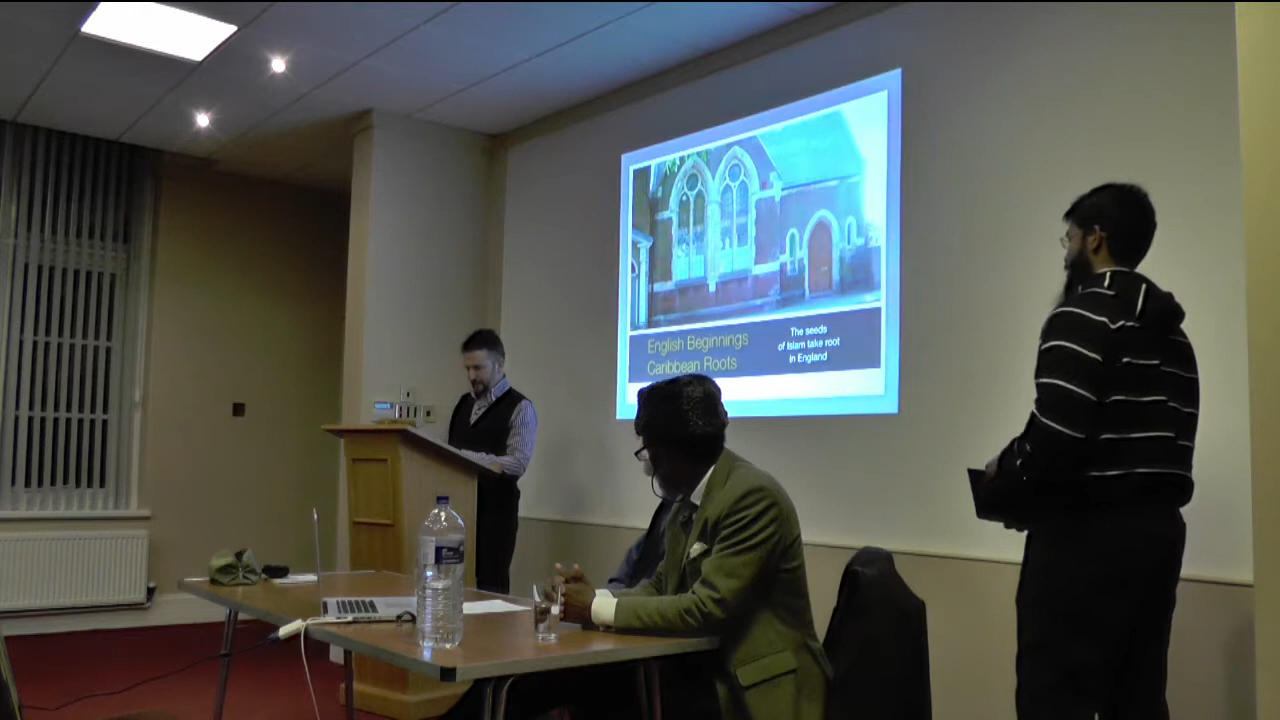 English Beginnings
Caribbean Roots
The seeds
of Islam take root
in England